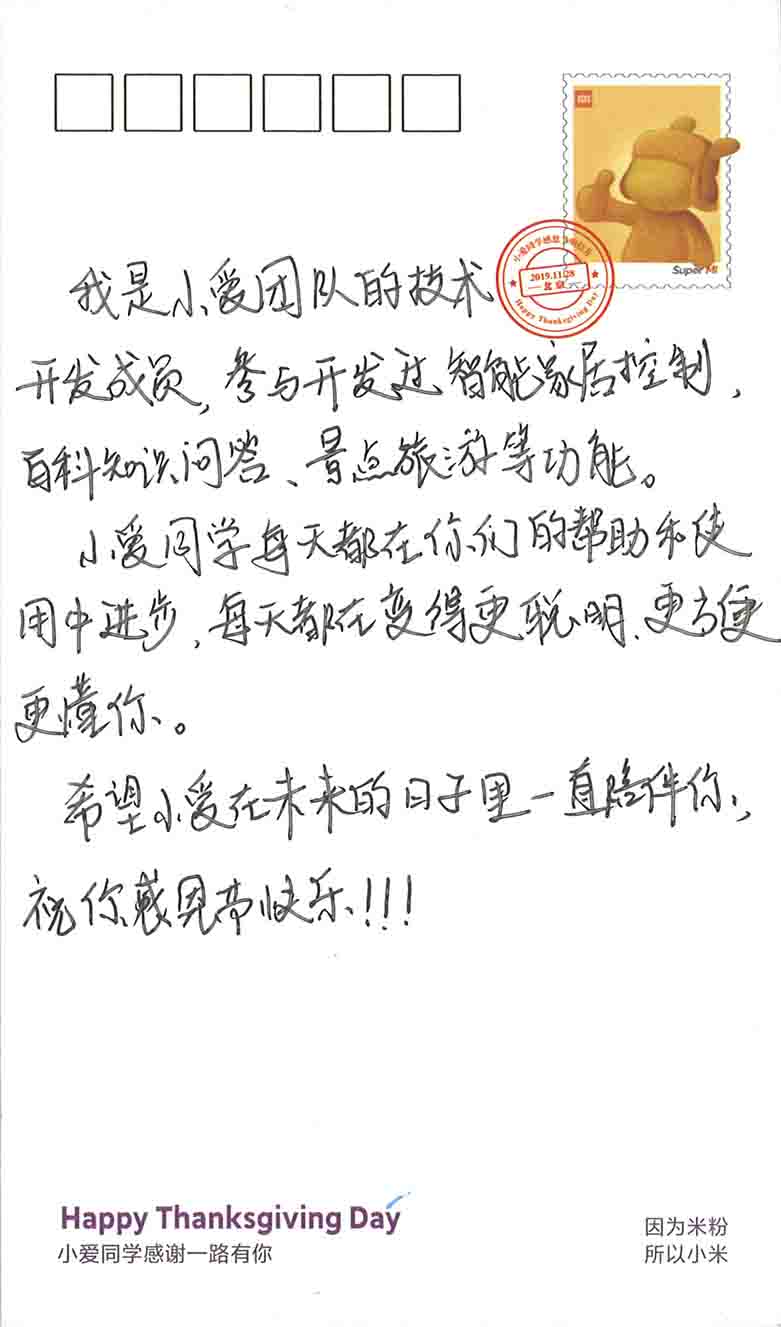 Super MI
小爱同学感恩
2019.11.28
北京
Happy Thanksgiving Day
我是小爱团队的技术
开发成员,参与开发过智能家居控制,
百科知识问答、景点旅游等功能。
小爱同学每天都在你们的帮助和使
用中进步,每天都在变得更聪明、更方便
更懂你。
希望小爱在未来的日子里一直陪伴你,
祝你感恩节快乐!!!
Happy Thanksgiving Day
小爱同学感谢一路有你
因为米粉
所以小米